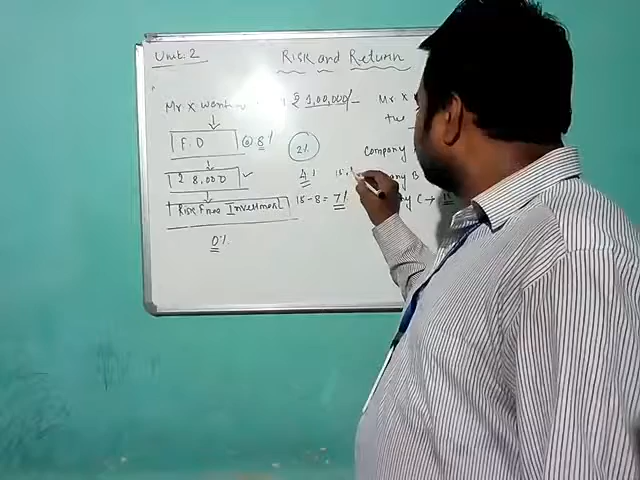 Unit: 2
Risk and Return
Mr X want ₹ 1,00,000/-
Mr X
F.D @ 8%
2%
Company
₹ 8,000 ✓
4% 15%
B
Risk Free Investment
15-8 = 7%
C →
0%